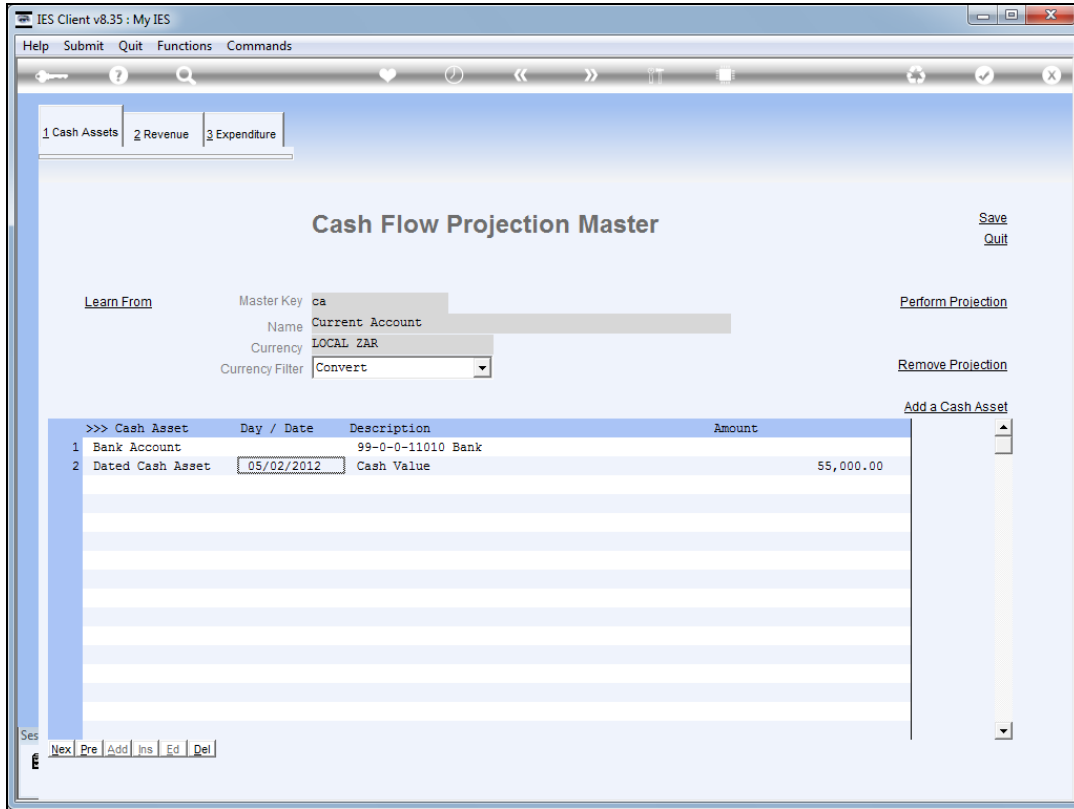 IES Client v8.35 : My IES
Help Submit Quit Functions Commands
1 Cash Assets 2 Revenue 3 Expenditure
Cash Flow Projection Master
Save
Quit
Learn From Master Key ca Perform Projection
Name Current Account
Currency LOCAL ZAR
Currency Filter Convert Remove Projection
Add a Cash Asset
>>> Cash Asset Day / Date Description Amount
1 Bank Account 99-0-0-11010 Bank
2 Dated Cash Asset 05/02/2012 Cash Value 55,000.00
Ses
Nex Pre Add Ins Ed Del